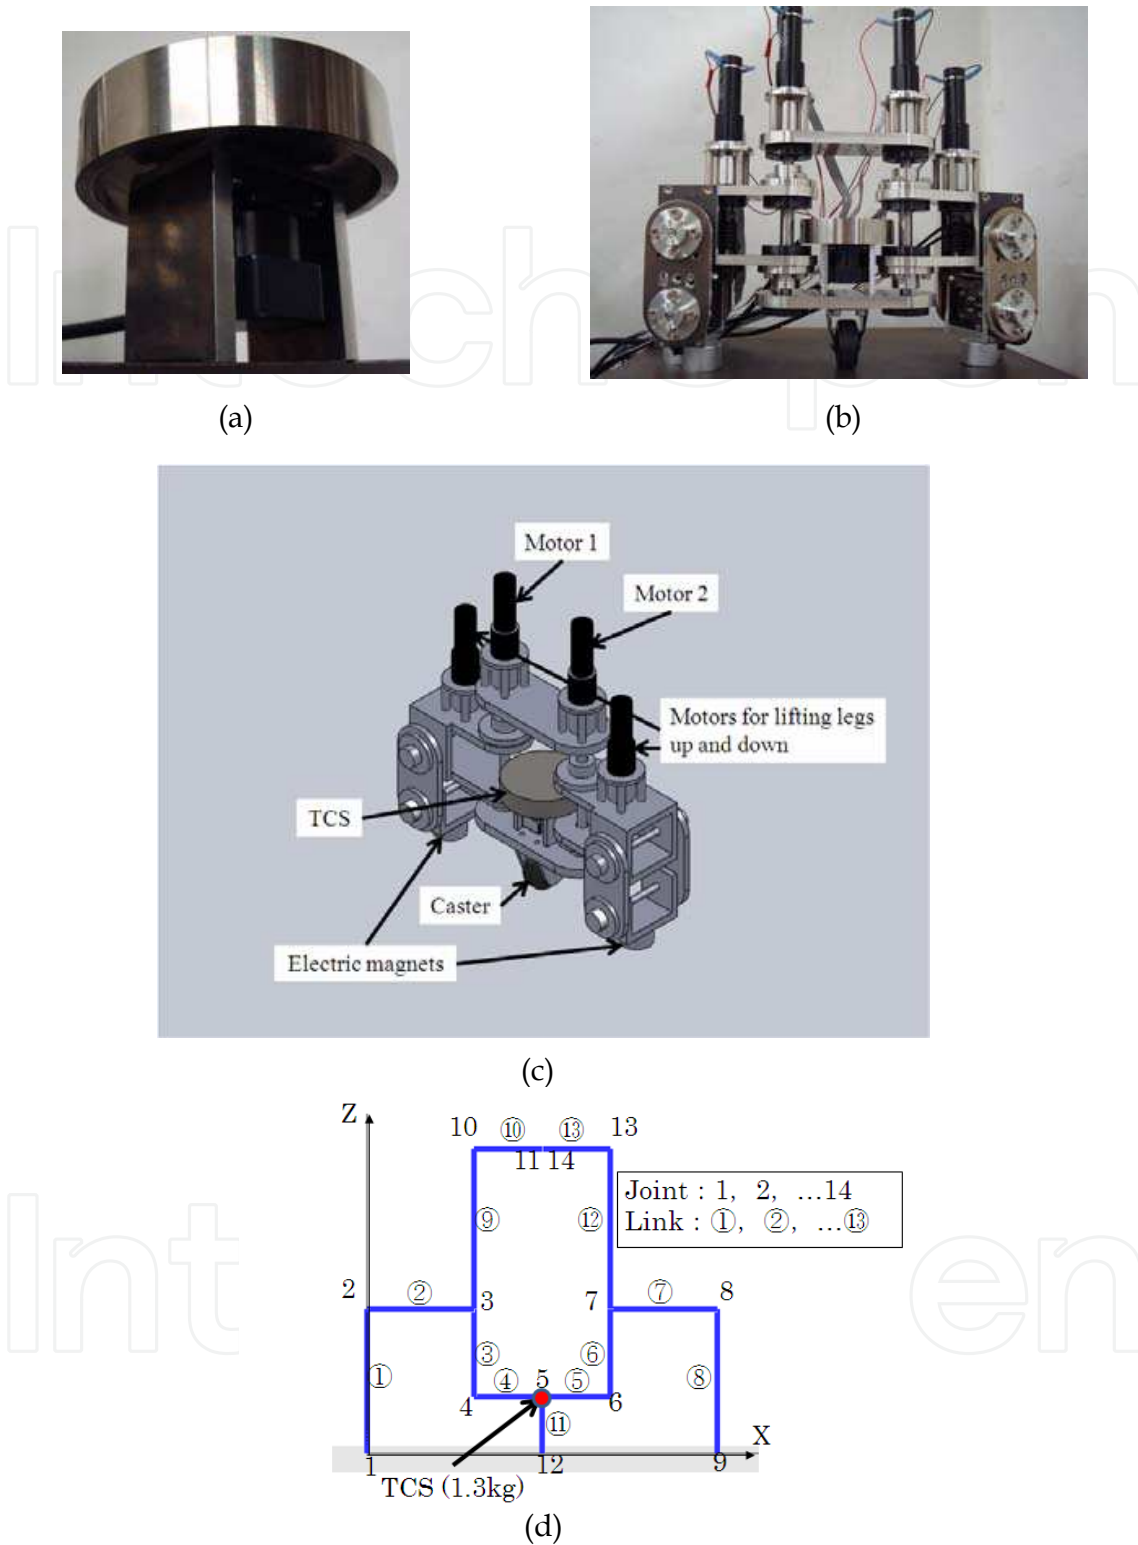 (a)
(b)
Motor 1
Motor 2
Motors for lifting legs
up and down
TCS
Caster
Electric magnets
(c)
Z
10 ⑩ ⑬ 13
11 14
Joint : 1, 2, ...14
Link : ①, ②, ...⑬
⑨ ⑫
2 ② 3 7 ⑦ 8
① ③ ⑥ ⑧
④ 5 ⑤
4 6
⑪
X
1 12 9
TCS (1.3kg)
(d)